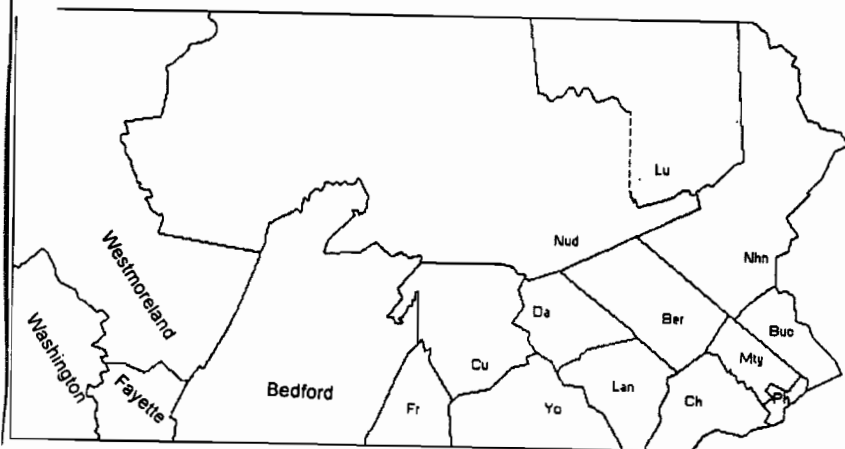 Lu
Nud
Nhn
Westmoreland
Washington
Fayette
Bedford
Da
Ber
Buc
Mty
Cu
Fr
Yo
Lan
Ch
Ph